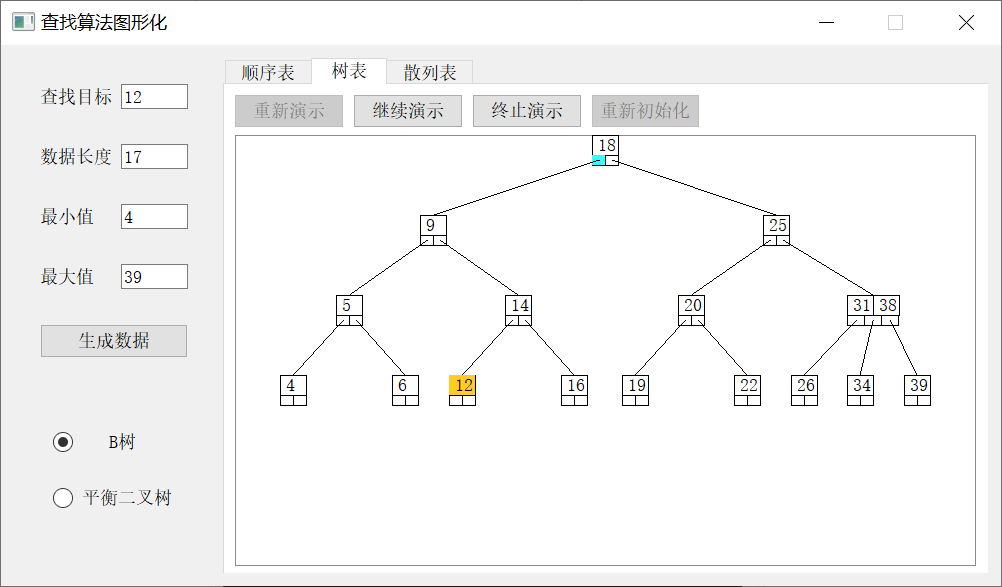 查找算法图形化
查找目标 12
数据长度 17
最小值 4
最大值 39
生成数据
B树
平衡二叉树
顺序表 树表 散列表
重新演示 继续演示 终止演示 重新初始化
18
9 25
5 14 20 31 38
4 6 12 16 19 22 26 34 39